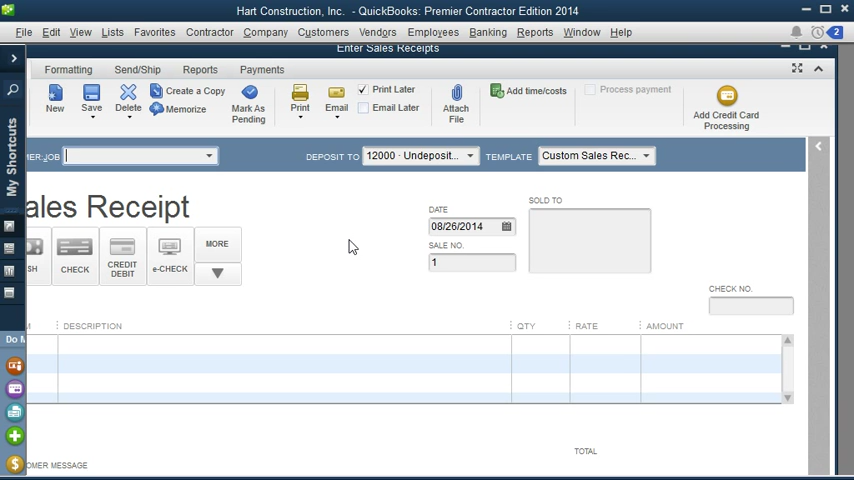 Hart Construction, Inc. - QuickBooks: Premier Contractor Edition 2014
File Edit View Lists Favorites Contractor Company Customers Vendors Employees Banking Reports Window Help
2
Enter Sales Receipts
Formatting Send/Ship Reports Payments
New
Save
Delete
Create a Copy
Memorize
Mark As
Pending
Print
Email
Print Later
Email Later
Attach
File
Add time/costs
Process payment
Add Credit Card
Processing
My Shortcuts
MER:JOB
DEPOSIT TO 12000 · Undeposit... TEMPLATE Custom Sales Rec...
ales Receipt
SH
CHECK
CREDIT
DEBIT
e-CHECK
MORE
DATE
08/26/2014
SALE NO.
1
SOLD TO
CHECK NO.
M DESCRIPTION QTY RATE AMOUNT
Do M
TOTAL
OMER MESSAGE